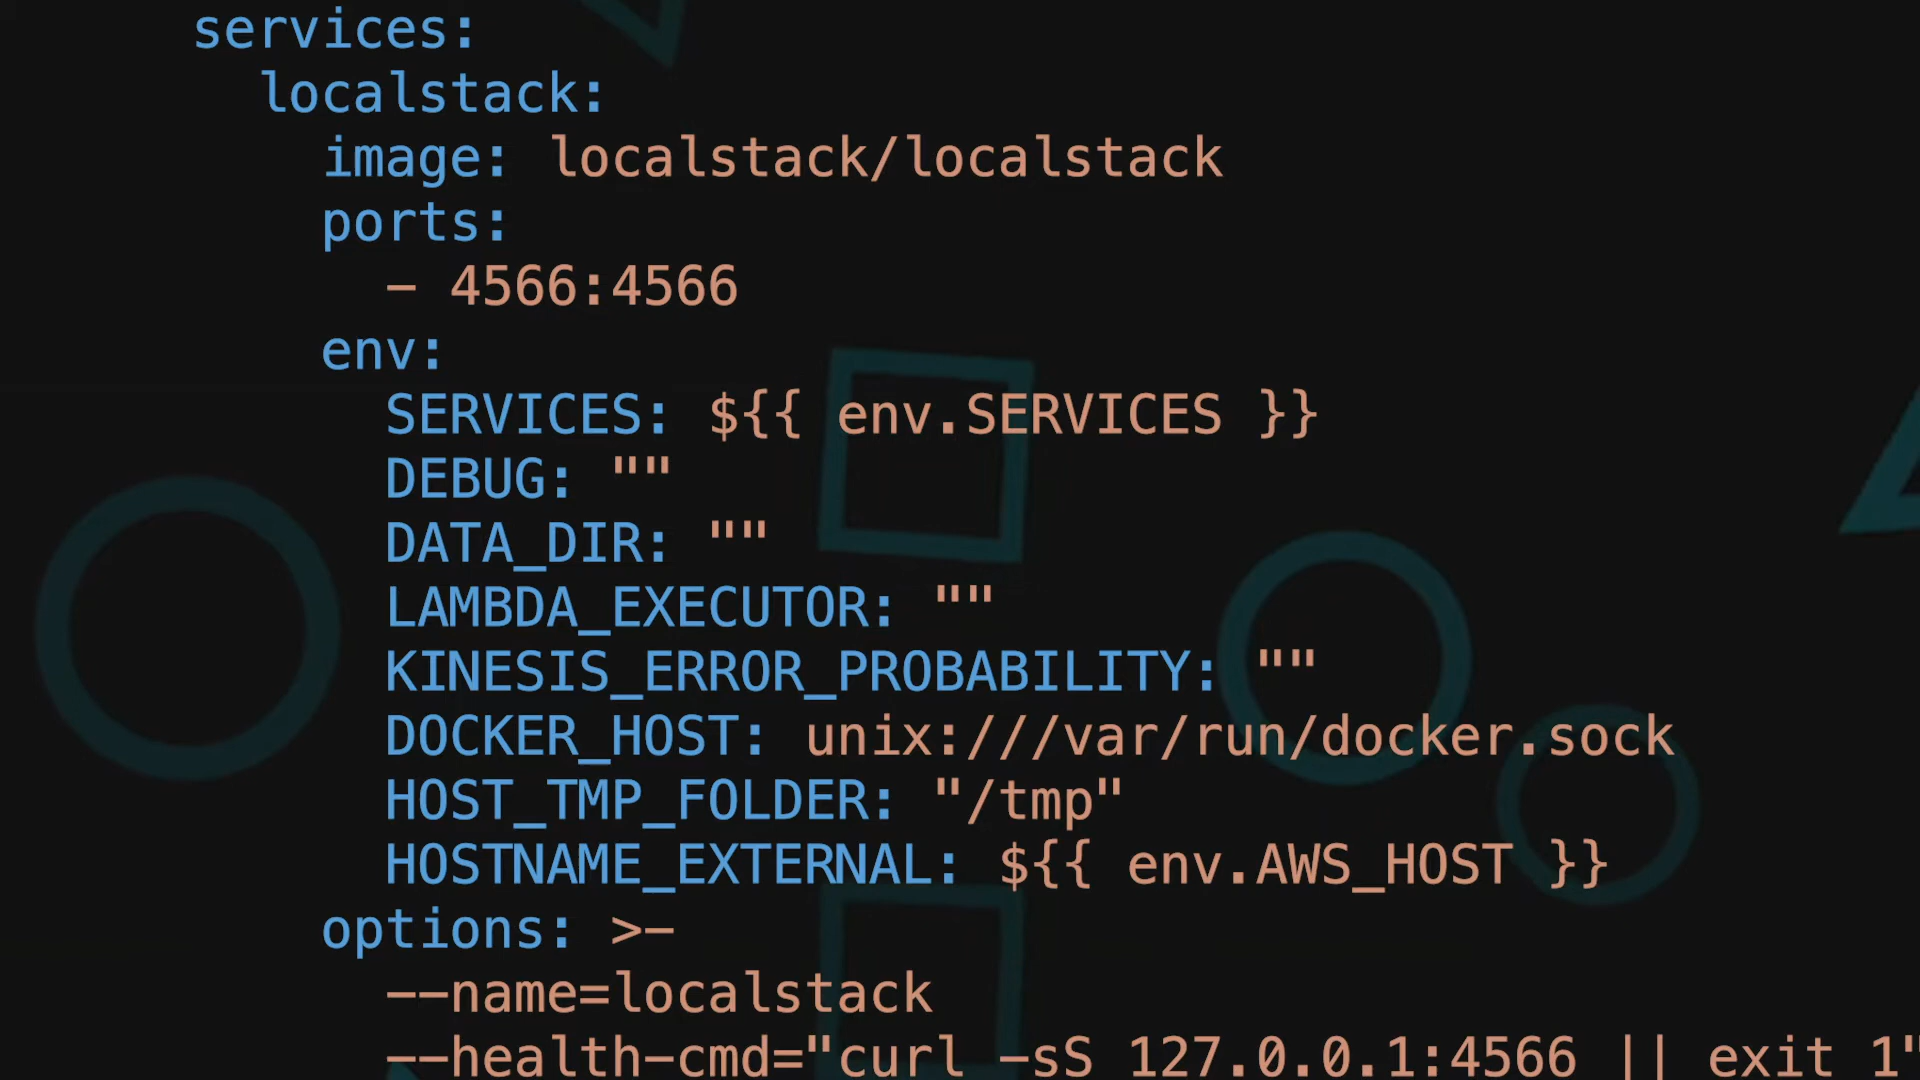 services:
localstack:
image: localstack/localstack
ports:
- 4566:4566
env:
SERVICES: ${{ env.SERVICES }}
DEBUG: ""
DATA_DIR: ""
LAMBDA_EXECUTOR: ""
KINESIS_ERROR_PROBABILITY: ""
DOCKER_HOST: unix:///var/run/docker.sock
HOST_TMP_FOLDER: "/tmp"
HOSTNAME_EXTERNAL: ${{ env.AWS_HOST }}
options: >-
--name=localstack
--health-cmd="curl -sS 127.0.0.1:4566 || exit 1"